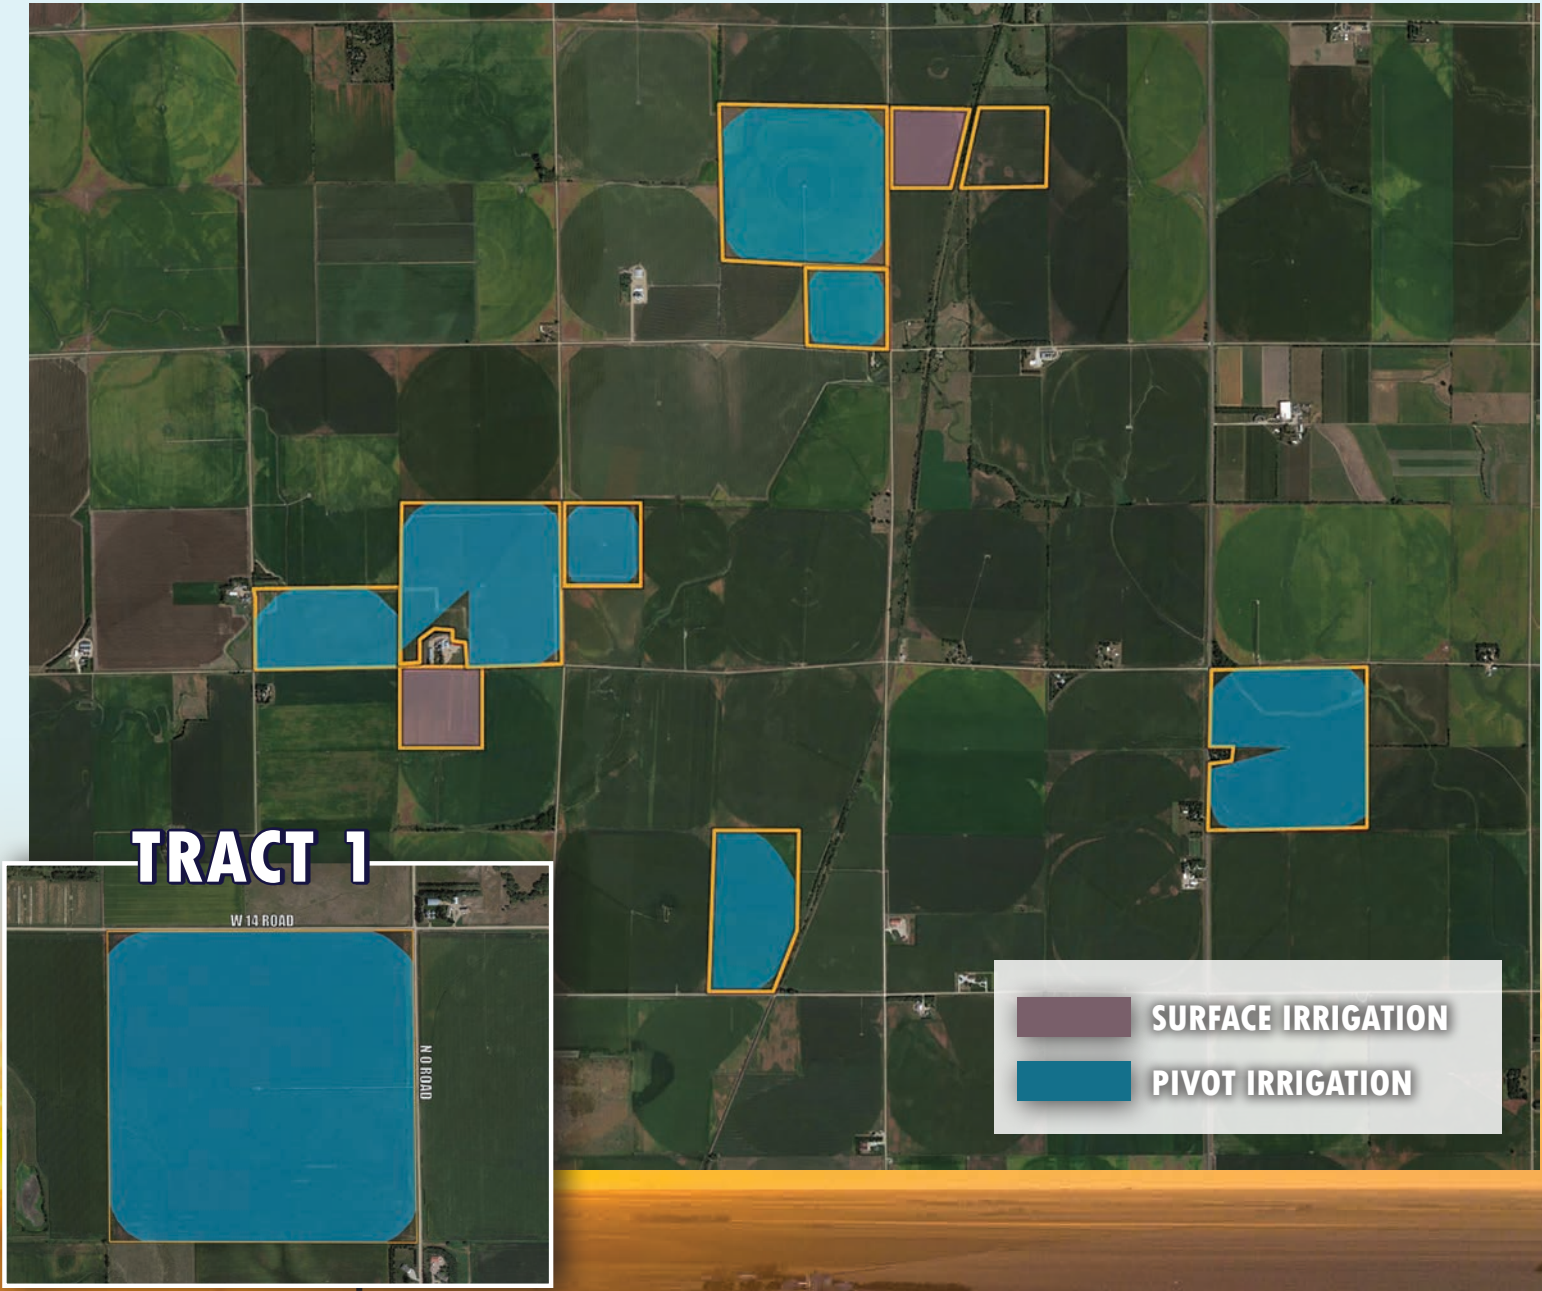 TRACT 1
W 14 ROAD
N O ROAD
SURFACE IRRIGATION
PIVOT IRRIGATION